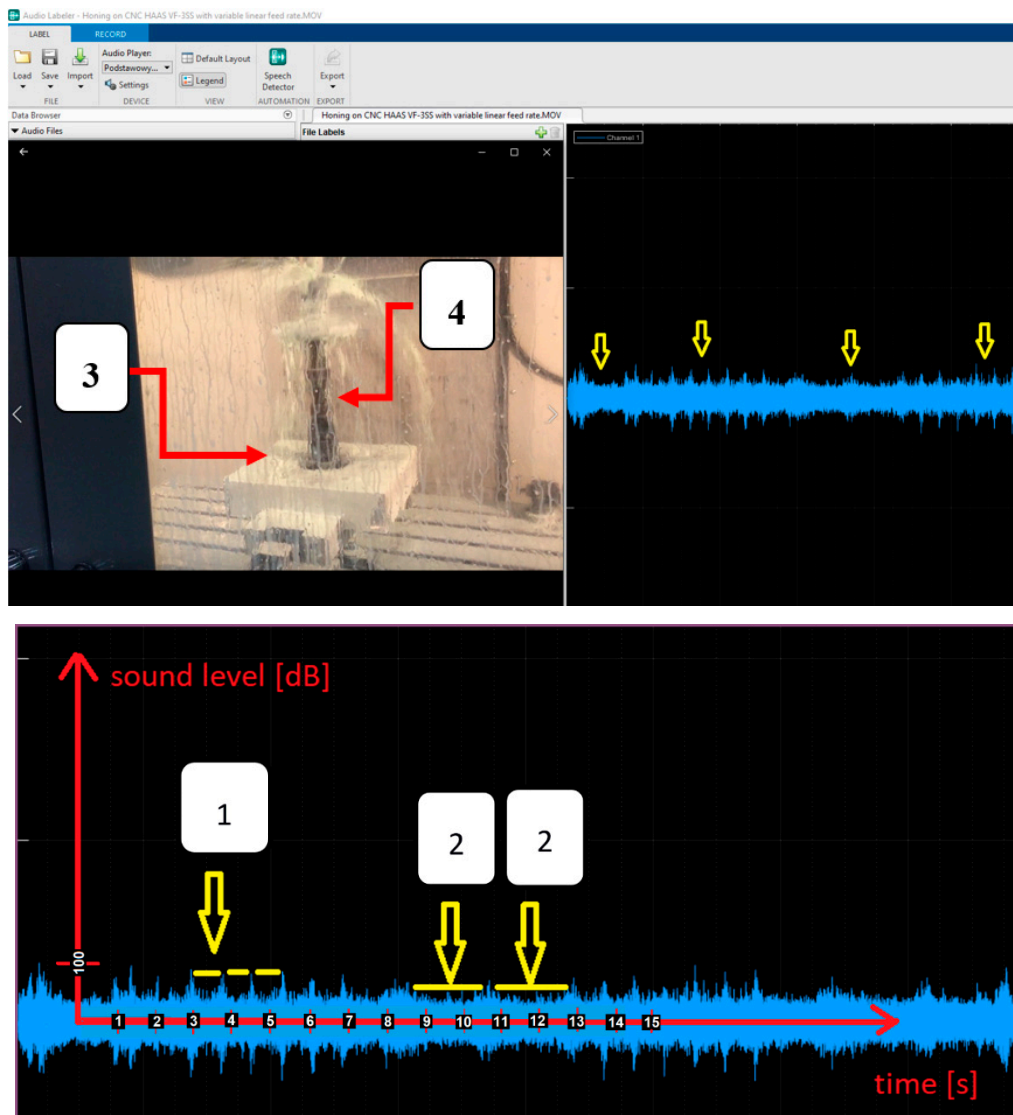 Audio Labeler - Honing on CNC HAAS VF-3SS with variable linear feed rate.MOV
LABEL RECORD
Load Save Import
Audio Player:
Podstawowy...
Settings
Default Layout
Legend
Speech Detector
Export
FILE DEVICE VIEW AUTOMATION EXPORT
Data Browser
Honing on CNC HAAS VF-3SS with variable linear feed rate.MOV
Audio Files
File Labels
Channel 1
3
4
sound level [dB]
1
2
2
100
1 2 3 4 5 6 7 8 9 10 11 12 13 14 15
time [s]